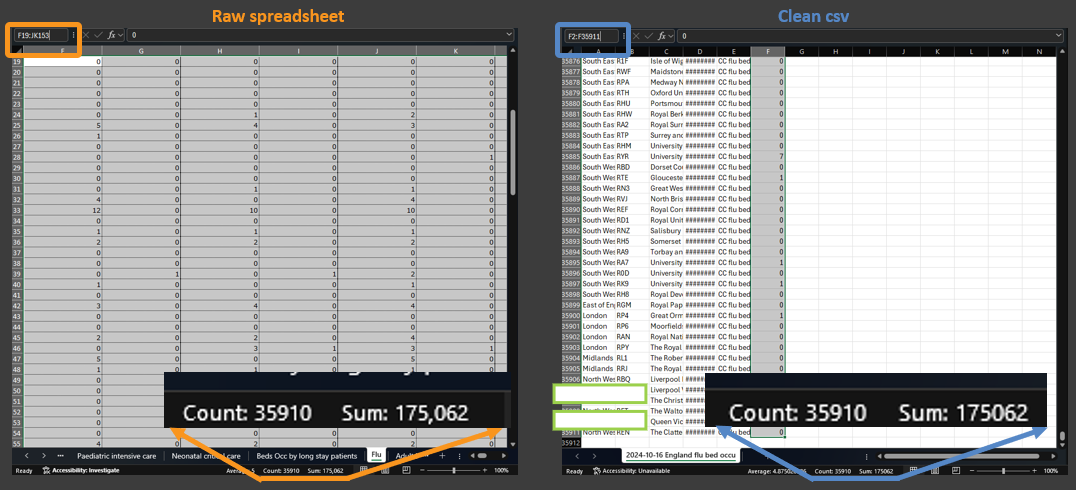 Raw spreadsheet
F19:JK153 fx 0
F G H I J K
19 0 0 0 0 0 0
20 0 0 0 0 0 0
21 0 0 0 0 0 0
22 0 0 0 0 0 0
23 0 0 0 0 0 0
24 0 0 1 0 2 0
25 5 0 4 0 3 0
26 1 0 0 0 0 0
27 0 0 0 0 0 0
28 0 0 0 0 0 1
29 0 0 0 0 0 0
30 0 0 0 0 0 0
31 0 0 1 0 1 0
32 4 0 0 0 4 0
33 12 0 10 0 10 0
34 0 0 0 0 0 0
35 1 0 1 0 1 0
36 2 0 2 0 2 0
37 0 0 0 0 0 0
38 0 0 0 0 0 0
39 0 1 0 1 2 0
40 1 0 0 0 1 0
41 0 0 0 0 0 0
42 3 0 4 0 4 0
43 0 0 0 0 0 0
44 0 0 0 0 0 0
45 2 0 2 0 4 0
46 0 0 3 1 3 1
47 5 0 0 0 5 0
48 1 0 1 0 1 0
49 0
50 0
51 0
52 0
53 0
54 0
55 4 0 2 0 2 0
Count: 35910 Sum: 175,062
Paediatric intensive care Neonatal critical care Beds Occ by long stay patients Flu
Ready Accessibility: Investigate Count: 35910 Sum: 175,062 100%
Clean csv
F2:F35911 fx 0
A B C D E F G H I J K L M N
35876 South Eas R1F Isle of Wig ######## CC flu bed 0
35877 South Eas RWF Maidstone ######## CC flu bed 0
35878 South Eas RPA Medway N ######## CC flu bed 0
35879 South Eas RTH Oxford Un ######## CC flu bed 0
35880 South Eas RHU Portsmou ######## CC flu bed 0
35881 South Eas RHW Royal Berk ######## CC flu bed 0
35882 South Eas RA2 Royal Surr ######## CC flu bed 0
35883 South Eas RTP Surrey and ######## CC flu bed 0
35884 South Eas RHM University ######## CC flu bed 0
35885 South Eas RYR University ######## CC flu bed 7
35886 South Wes RBD Dorset Cou ######## CC flu bed 0
35887 South Wes RTE Glouceste ######## CC flu bed 1
35888 South Wes RN3 Great Wes ######## CC flu bed 0
35889 South Wes RVJ North Bris ######## CC flu bed 0
35890 South Wes REF Royal Corn ######## CC flu bed 0
35891 South Wes RD1 Royal Unit ######## CC flu bed 0
35892 South Wes RNZ Salisbury ######## CC flu bed 0
35893 South Wes RH5 Somerset ######## CC flu bed 0
35894 South Wes RA9 Torbay an ######## CC flu bed 0
35895 South Wes RA7 University ######## CC flu bed 1
35896 South Wes R0D University ######## CC flu bed 0
35897 South Wes RK9 University ######## CC flu bed 1
35898 South Wes RH8 Royal Dev ######## CC flu bed 0
35899 East of Eng RGM Royal Pap ######## CC flu bed 0
35900 London RP4 Great Orm ######## CC flu bed 1
35901 London RP6 Moorfields ######## CC flu bed 0
35902 London RAN Royal Nati ######## CC flu bed 0
35903 London RPY The Royal ######## CC flu bed 0
35904 Midlands RL1 The Rober ######## CC flu bed 0
35905 Midlands RRJ The Royal ######## CC flu bed 0
35906 North Wes RBQ Liverpool
Liverpool
The Christ
The Walto
Queen Vic
35911 North Wes REN The Clatte ######## CC flu bed 0
35912
Count: 35910 Sum: 175062
2024-10-16 England flu bed occu
Ready Accessibility: Unavailable Count: 35910 Sum: 175062 100%